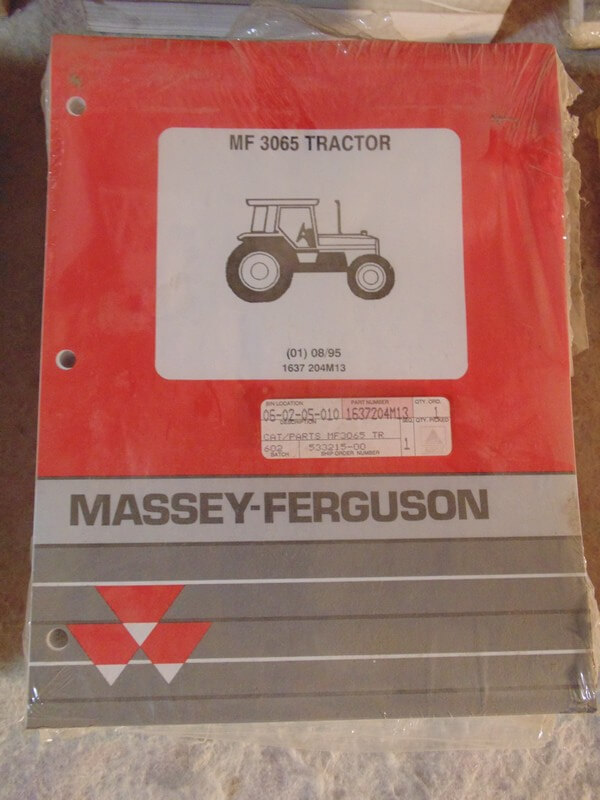 MF 3065 TRACTOR
(01) 08/95
1637 204M13
BIN LOCATION PART NUMBER QTY. ORD.
06-02-05-010 1637204M13 1
DESCRIPTION SEQ. QTY. PICKED
CAT/PARTS MF3065 TR
602 533215-00 1
BATCH SHIP ORDER NUMBER
MASSEY-FERGUSON